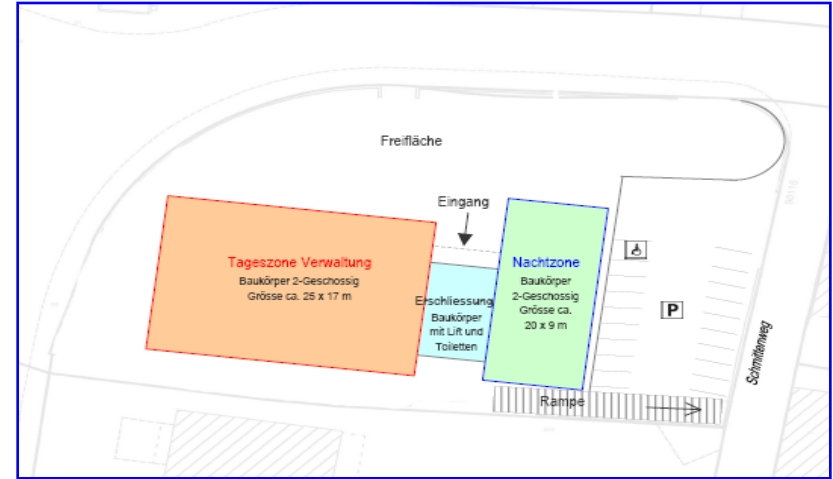 Freifläche
Eingang
Tageszone Verwaltung
Baukörper 2-Geschossig
Grösse ca. 25 x 17 m
Erschliessung
Baukörper
mit Lift und
Toiletten
Nachtzone
Baukörper
2-Geschossig
Grösse ca.
20 x 9 m
P
Schmittenweg
Rampe